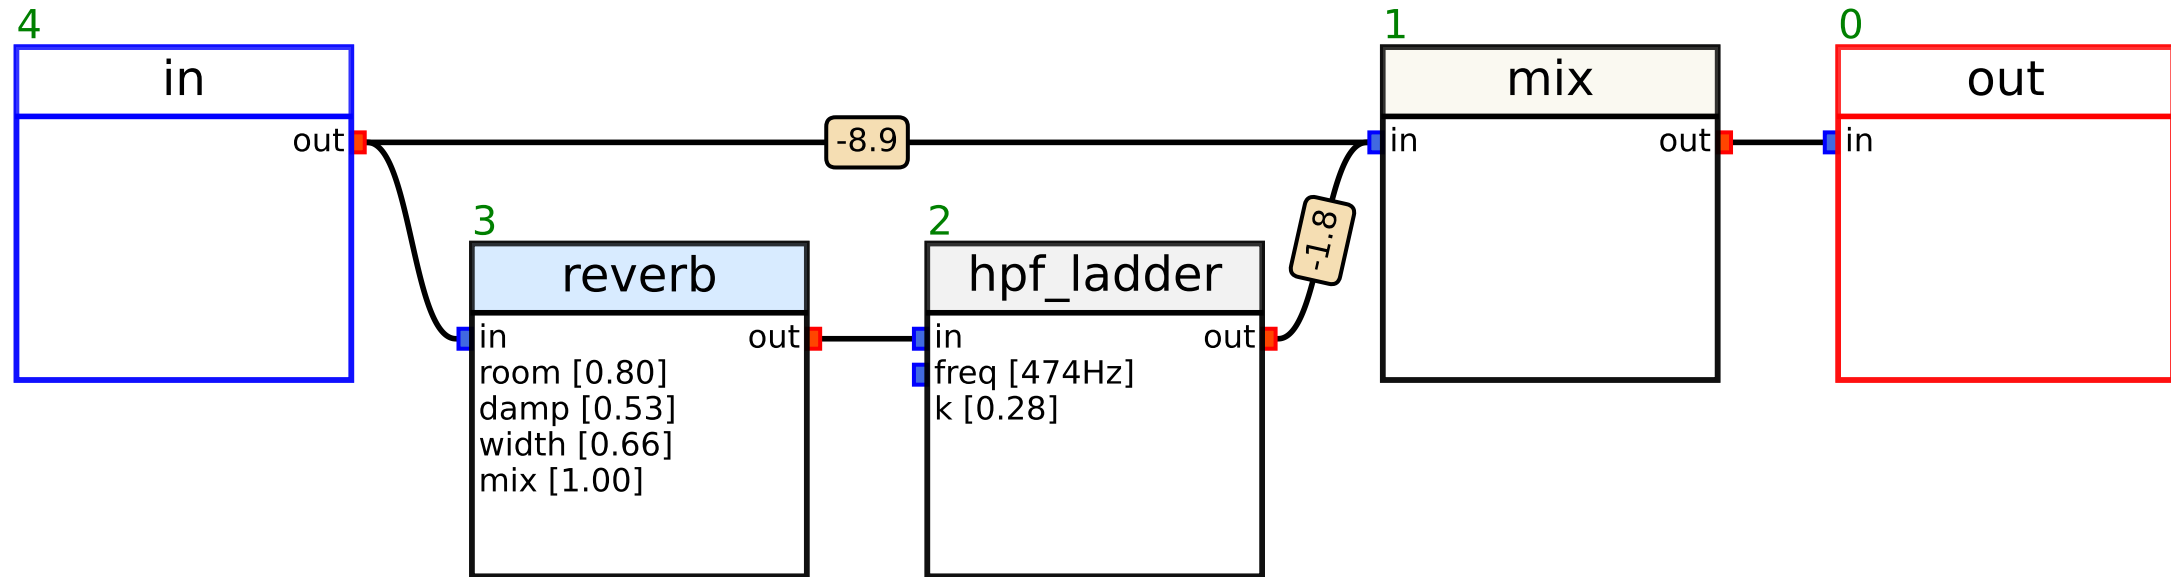 4
in
out
-8.9
1
mix
in
out
0
out
in
3
reverb
in
out
room [0.80]
damp [0.53]
width [0.66]
mix [1.00]
2
hpf_ladder
in
out
freq [474Hz]
k [0.28]
-1.8